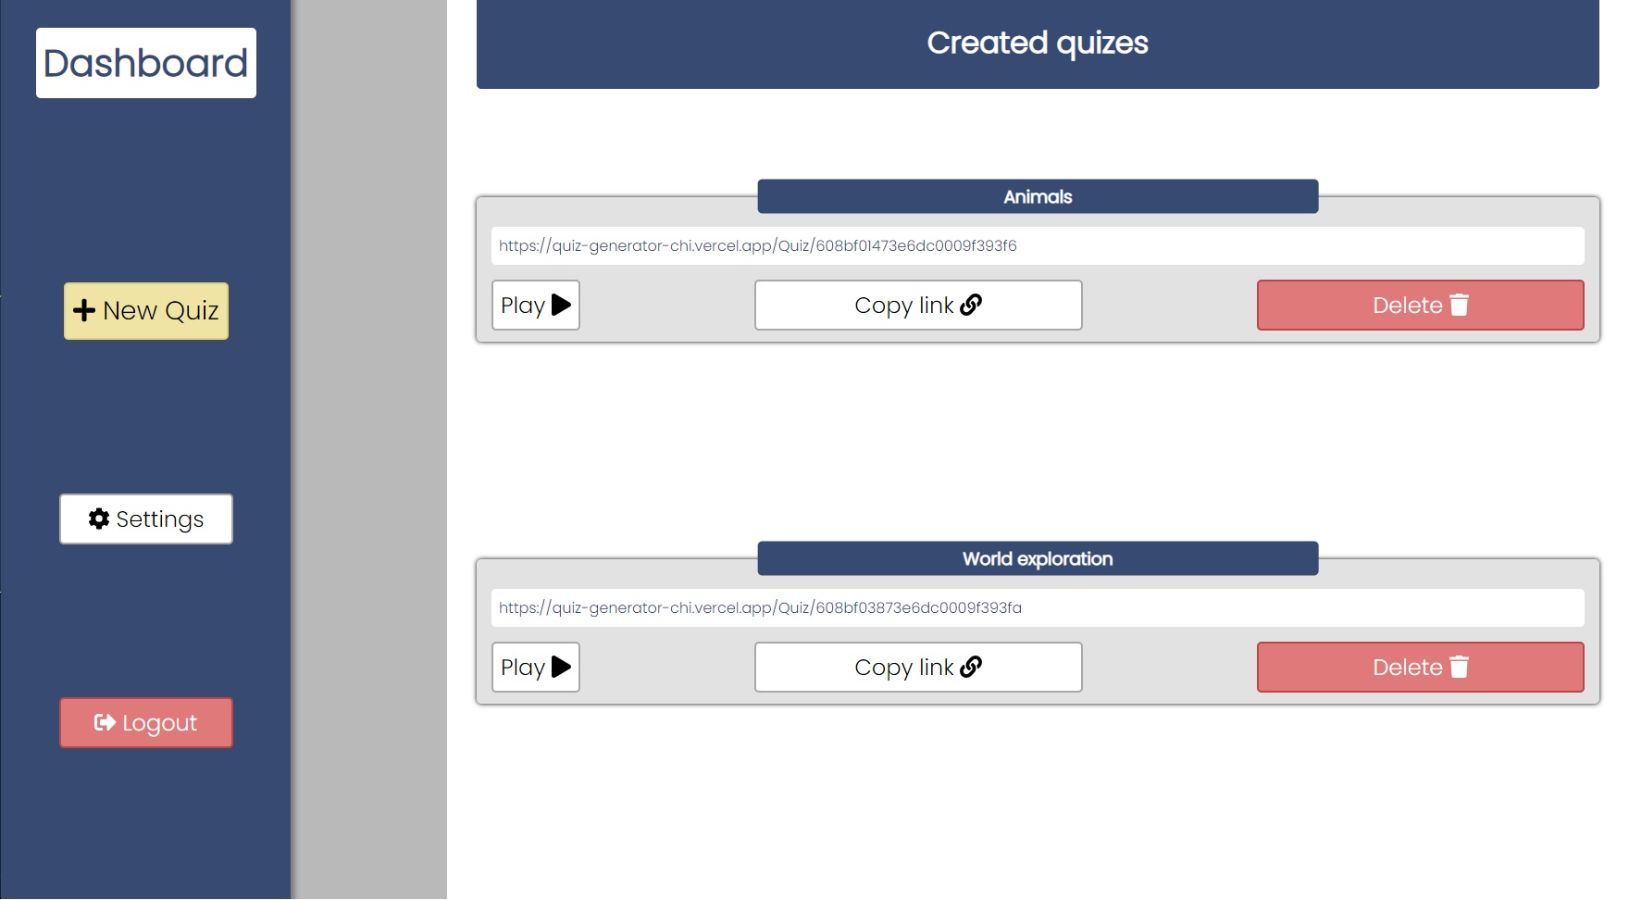 Dashboard
New Quiz
Settings
Logout
Created quizes
Animals
https://quiz-generator-chi.vercel.app/Quiz/608bf01473e6dc0009f393f6
Play
Copy link
Delete
World exploration
https://quiz-generator-chi.vercel.app/Quiz/608bf03873e6dc0009f393fa
Play
Copy link
Delete